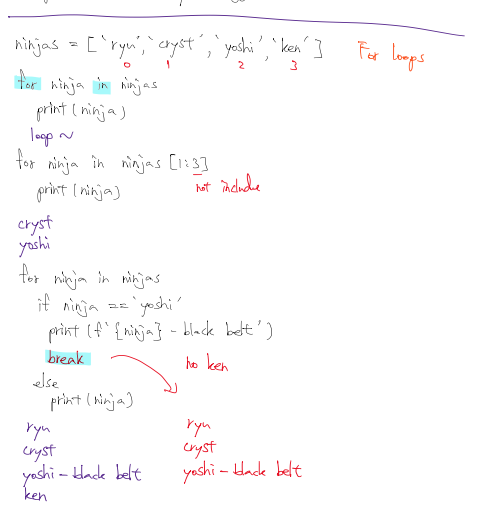 ninjas = ['ryu', 'cryst', 'yoshi', 'ken'] For loops
0 1 2 3
for ninja in ninjas
print (ninja)
loop ~
for ninja in ninjas [1:3]
print (ninja) not include
cryst
yoshi
for ninja in ninjas
if ninja == 'yoshi'
print (f'{ninja} - black belt')
break no ken
else
print (ninja)
ryu ryu
cryst cryst
yoshi - black belt yoshi - black belt
ken